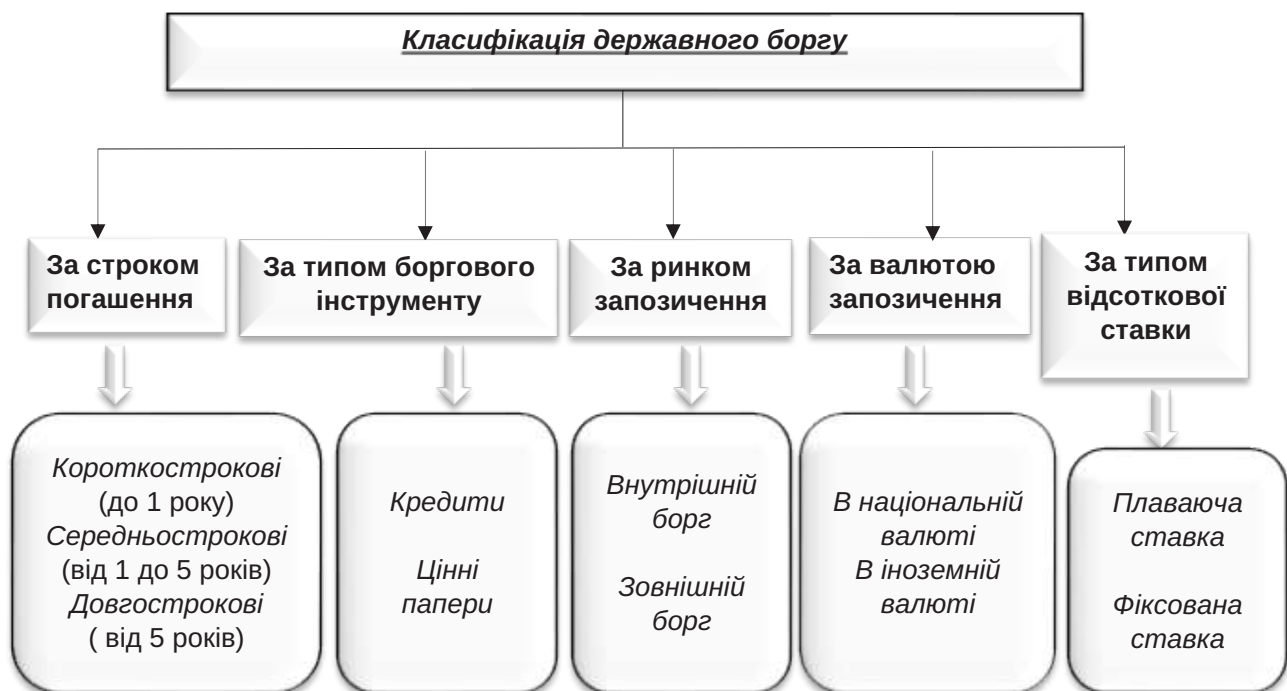 Класифікація державного боргу
За строком
погашення
За типом боргового
інструменту
За ринком
запозичення
За валютою
запозичення
За типом
відсоткової
ставки
Короткострокові
(до 1 року)
Середньострокові
(від 1 до 5 років)
Довгострокові
( від 5 років)
Кредити
Цінні
папери
Внутрішній
борг
Зовнішній
борг
В національній
валюті
В іноземній
валюті
Плаваюча
ставка
Фіксована
ставка